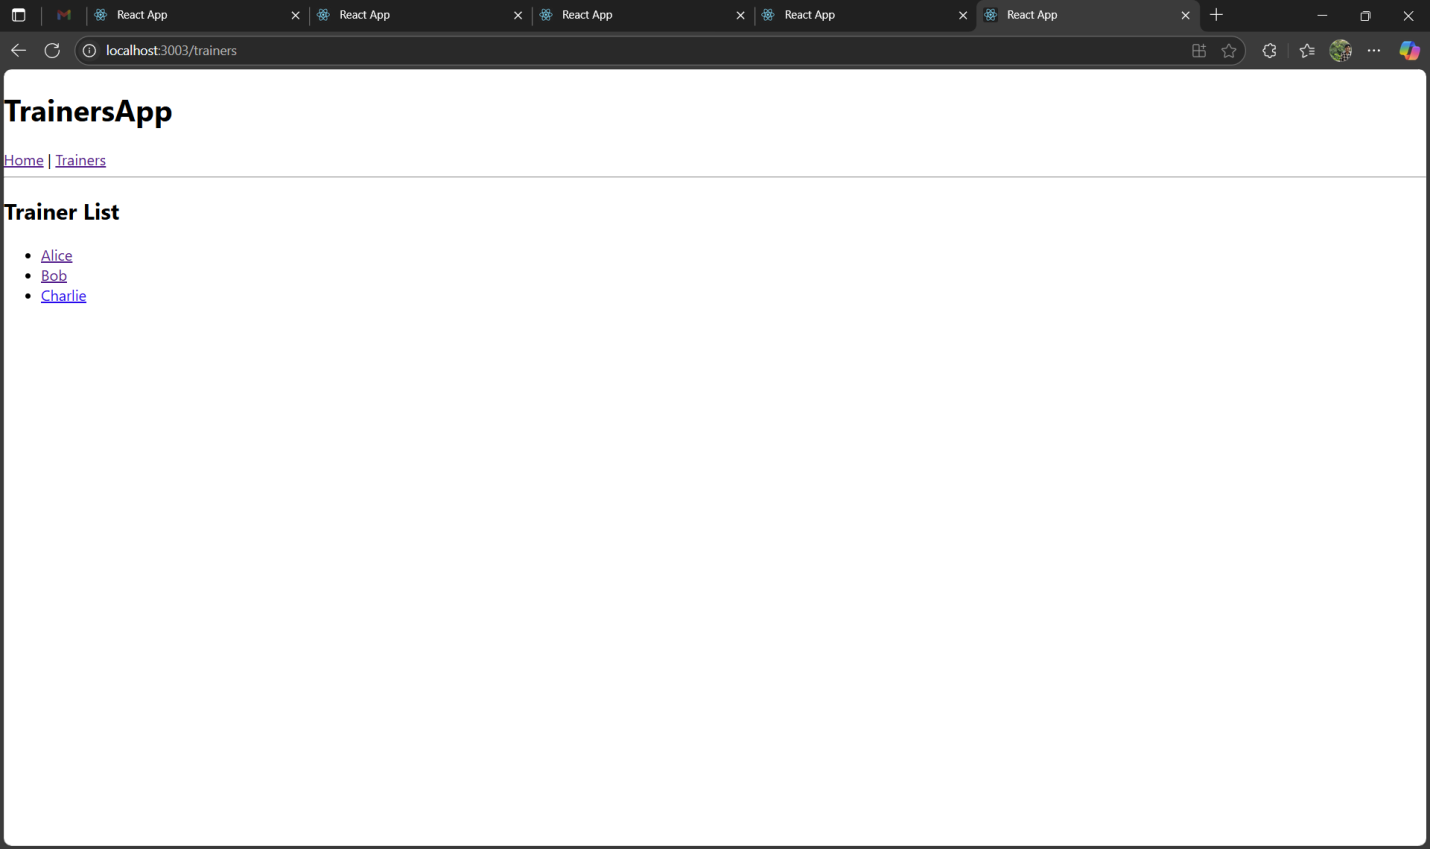 React App React App React App React App React App
localhost:3003/trainers
TrainersApp
Home | Trainers
Trainer List
Alice
Bob
Charlie